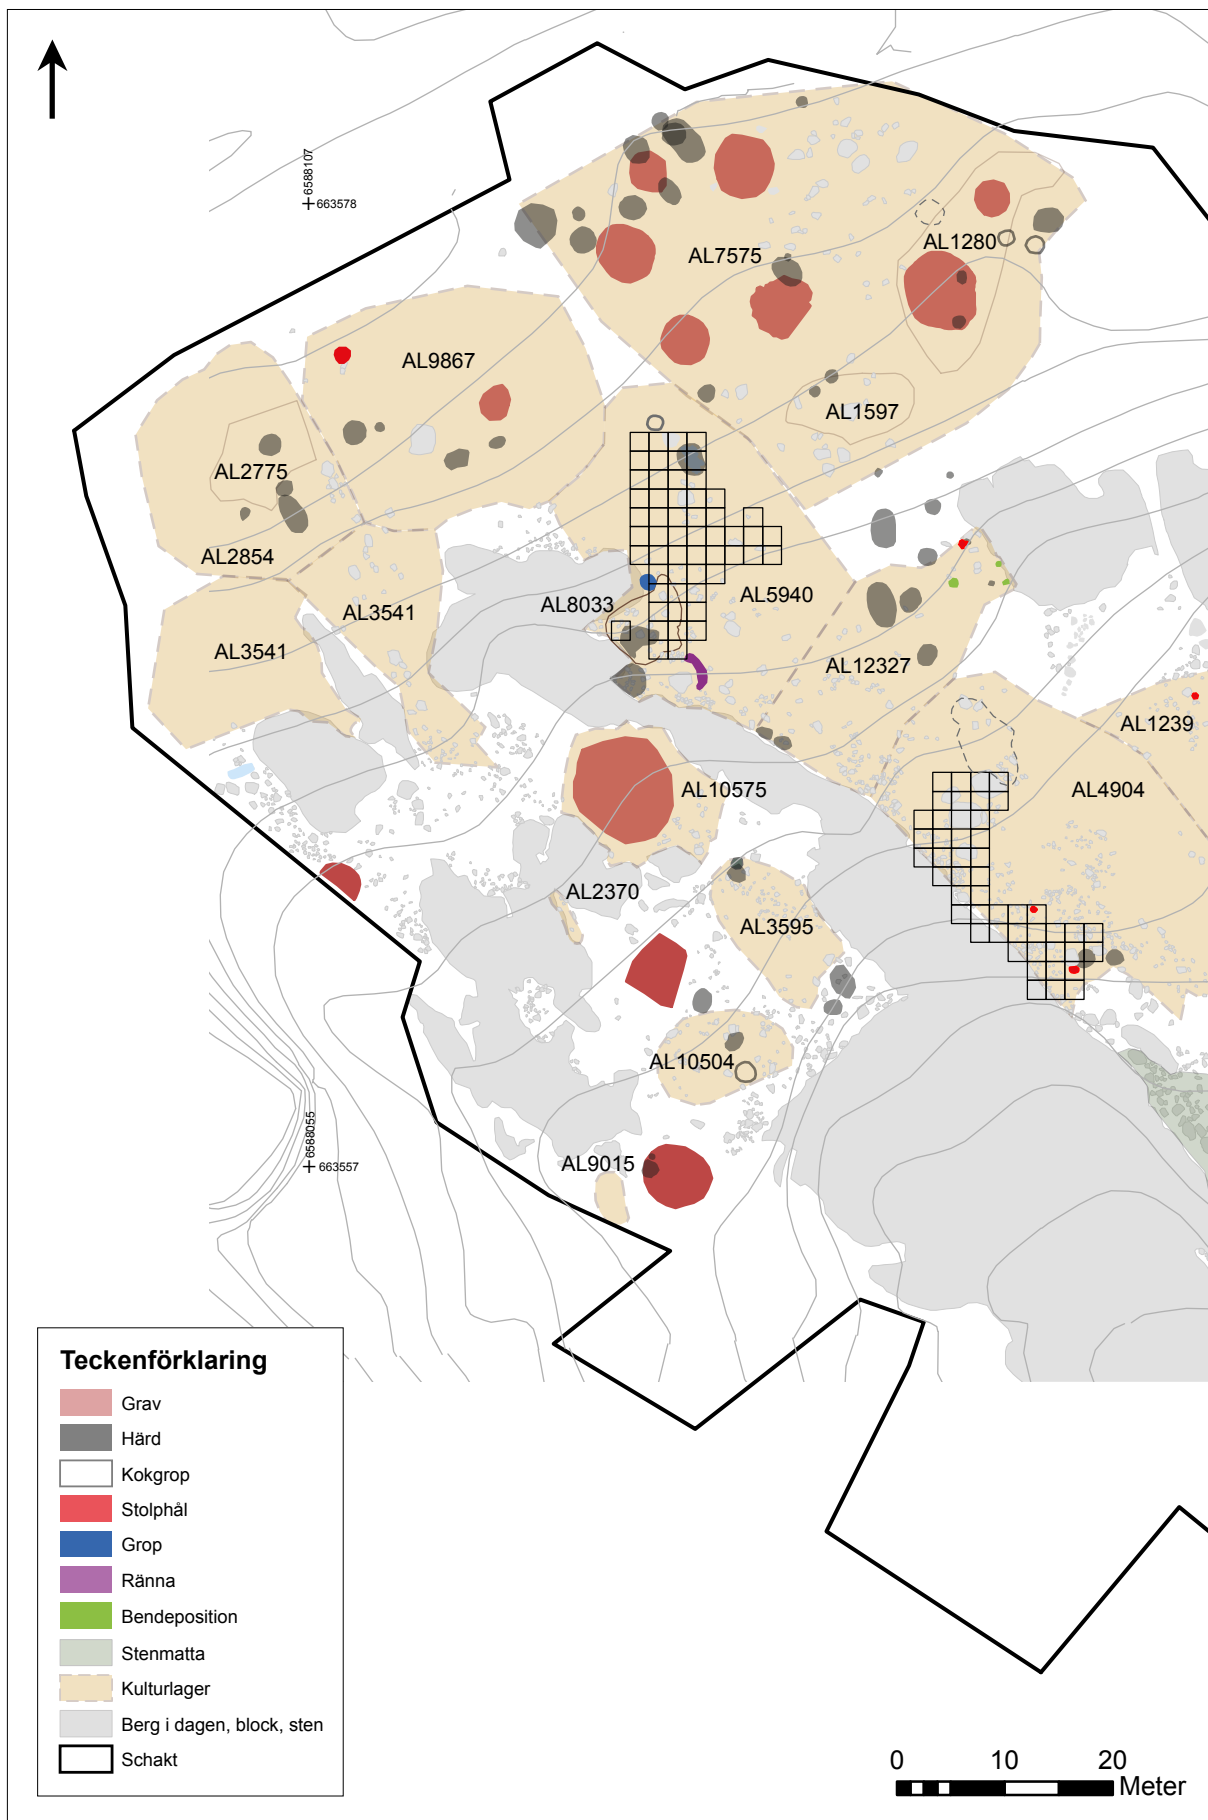 6588107
663578
AL7575
AL1280
AL9867
AL1597
AL2775
AL2854
AL8033
AL5940
AL3541
AL3541
AL12327
AL1239
AL10575
AL4904
AL2370
AL3595
AL10504
6588055
663557
AL9015
Teckenförklaring
Grav
Härd
Kokgrop
Stolphål
Grop
Ränna
Bendeposition
Stenmatta
Kulturlager
Berg i dagen, block, sten
Schakt
0 10 20
Meter